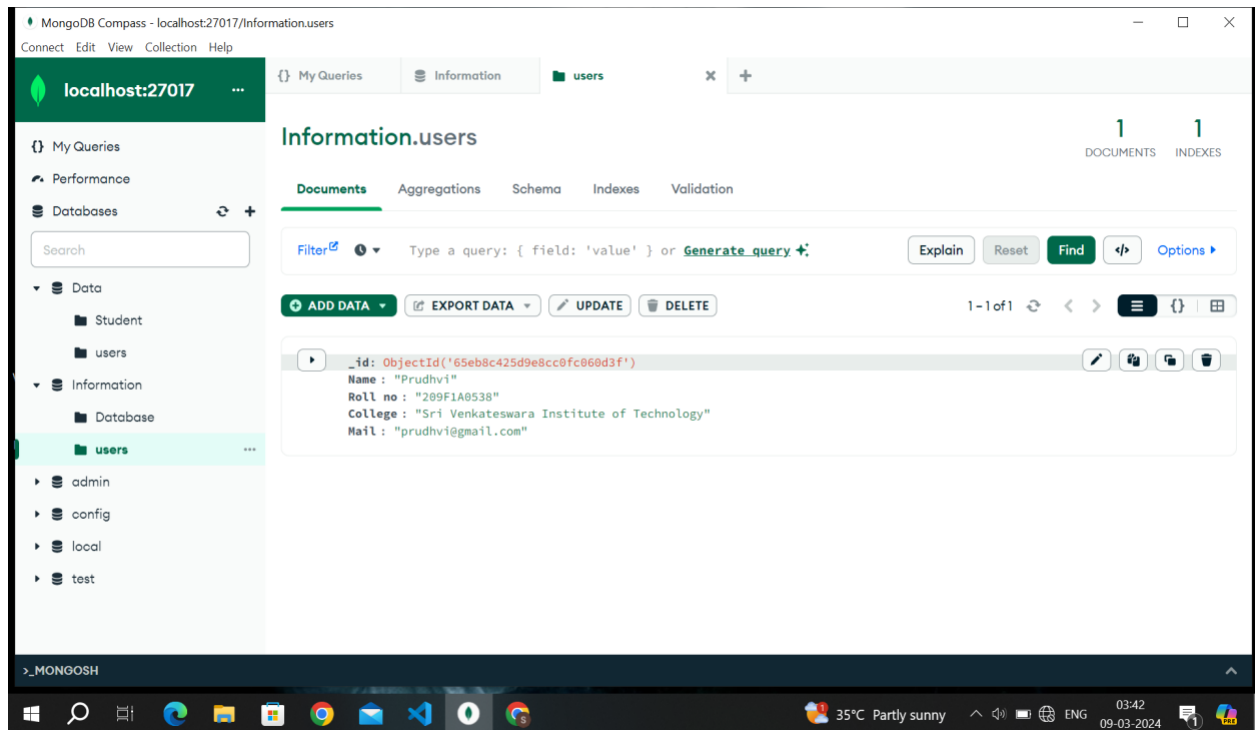 MongoDB Compass - localhost:27017/Information.users
Connect Edit View Collection Help
localhost:27017 ...
{} My Queries
Performance
Databases
Search
Data
Student
users
Information
Database
users ...
admin
config
local
test
{} My Queries Information users
Information.users
1 DOCUMENTS
1 INDEXES
Documents Aggregations Schema Indexes Validation
Filter Type a query: { field: 'value' } or Generate query Explain Reset Find </> Options
ADD DATA EXPORT DATA UPDATE DELETE 1 – 1 of 1 {}
_id: ObjectId('65eb8c425d9e8cc0fc060d3f')
Name : "Prudhvi"
Roll no : "209F1A0538"
College : "Sri Venkateswara Institute of Technology"
Mail : "prudhvi@gmail.com"
>_MONGOSH
35°C Partly sunny ENG 03:42
09-03-2024
1
PRE